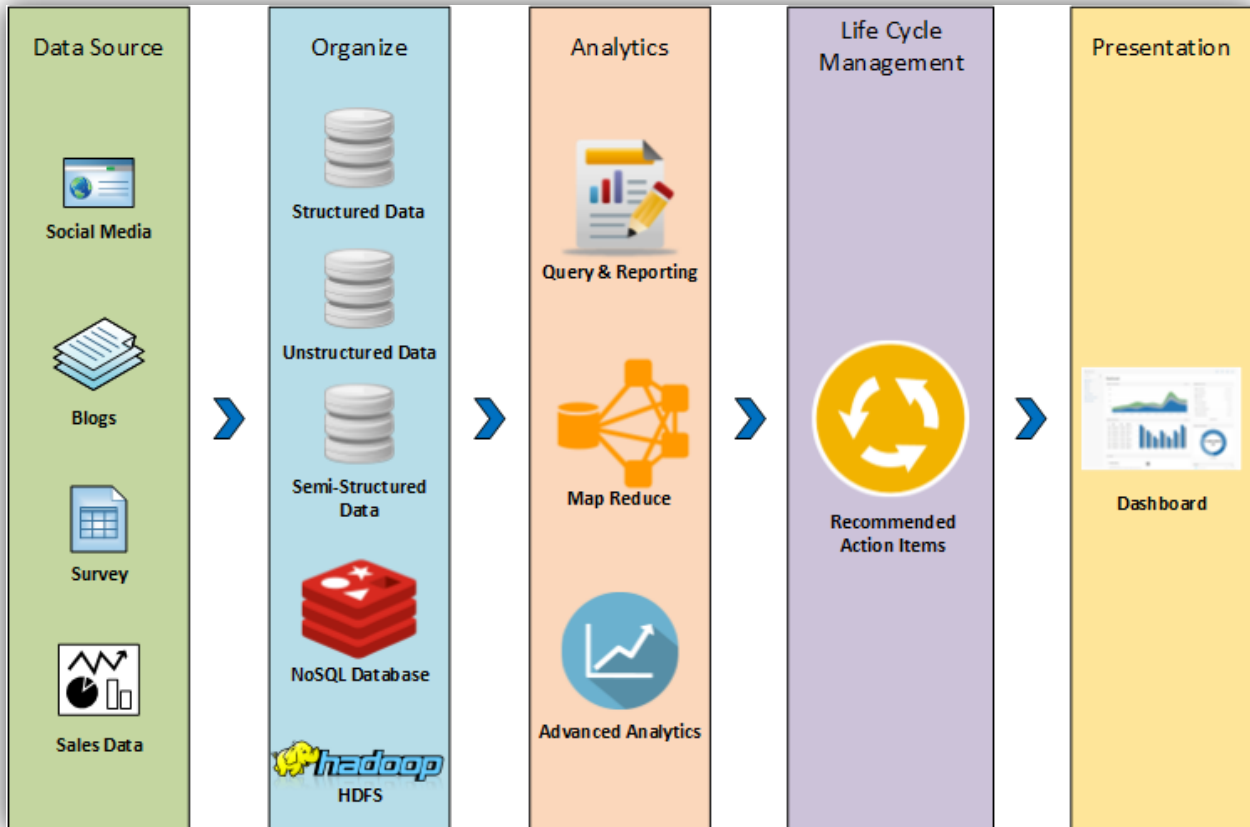 Data Source
Social Media
Blogs
Survey
Sales Data
Organize
Structured Data
Unstructured Data
Semi-Structured
Data
NoSQL Database
hadoop
HDFS
Analytics
Query & Reporting
Map Reduce
Advanced Analytics
Life Cycle
Management
Recommended
Action Items
Presentation
Dashboard